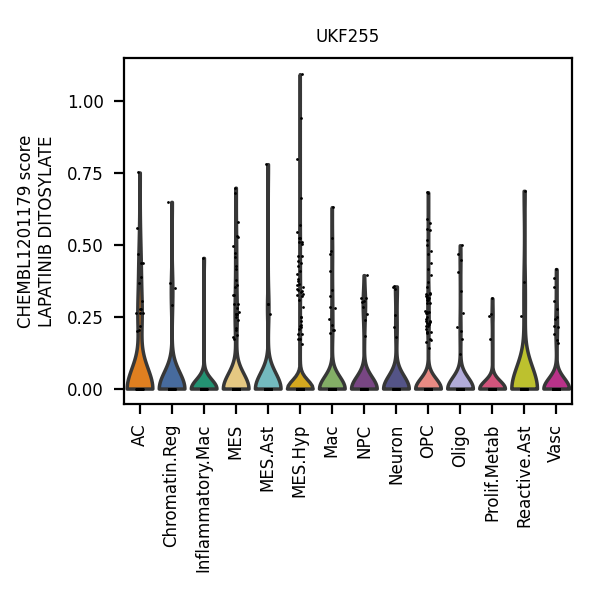 UKF255
CHEMBL1201179 score
LAPATINIB DITOSYLATE
1.00
0.75
0.50
0.25
0.00
AC
Chromatin.Reg
Inflammatory.Mac
MES
MES.Ast
MES.Hyp
Mac
NPC
Neuron
OPC
Oligo
Prolif.Metab
Reactive.Ast
Vasc